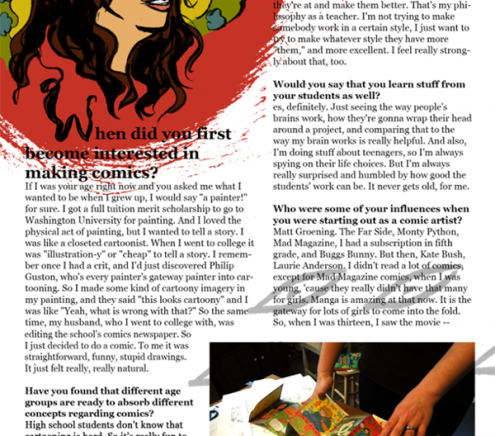 When did you first
become interested in
making comics?
If I was your age right now and you asked me what I
wanted to be when I grew up, I would say "a painter!"
for sure. I got a full tuition merit scholarship to go to
Washington University for painting. And I loved the
physical act of painting, but I wanted to tell a story. I
was like a closeted cartoonist. When I went to college it
was "illustration-y" or "cheap" to tell a story. I remem-
ber once I had a crit, and I'd just discovered Philip
Guston, who's every painter's gateway painter into car-
tooning. So I made some kind of cartoony imagery in
my painting, and they said "this looks cartoony" and I
was like "Yeah, what is wrong with that?" So the same
time, my husband, who I went to college with, was
editing the school's comics newspaper. So
I just decided to do a comic. To me it was
straightforward, funny, stupid drawings.
It just felt really, really natural.
Have you found that different age
groups are ready to absorb different
concepts regarding comics?
High school students don't know that
cartooning is hard. So it's really fun to
they're at and make them better. That's my phi-
losophy as a teacher. I'm not trying to make
somebody work in a certain style, I just want to
try to make whatever style they have more
"them," and more excellent. I feel really strong-
ly about that, too.
Would you say that you learn stuff from
your students as well?
es, definitely. Just seeing the way people's
brains work, how they're gonna wrap their head
around a project, and comparing that to the
way my brain works is really helpful. And also,
I'm doing stuff about teenagers, so I'm always
spying on their life choices. But I'm always
really surprised and humbled by how good the
students' work can be. It never gets old, for me.
Who were some of your influences when
you were starting out as a comic artist?
Matt Groening. The Far Side, Monty Python,
Mad Magazine, I had a subscription in fifth
grade, and Bugs Bunny. But then, Kate Bush,
Laurie Anderson. I didn't read a lot of comics,
except for Mad Magazine comics, when I was
young, 'cause they really didn't have that many
for girls. Manga is amazing at that now. It is the
gateway for lots of girls to come into the fold.
So, when I was thirteen, I saw the movie --